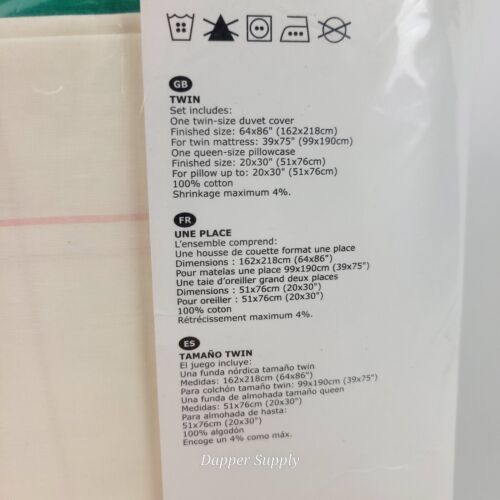 GB
TWIN
Set includes:
One twin-size duvet cover
Finished size: 64x86" (162x218cm)
For twin mattress: 39x75" (99x190cm)
One queen-size pillowcase
Finished size: 20x30" (51x76cm)
For pillow up to: 20x30" (51x76cm)
100% cotton
Shrinkage maximum 4%.
FR
UNE PLACE
L'ensemble comprend:
Une housse de couette format une place
Dimensions : 162x218cm (64x86")
Pour matelas une place 99x190cm (39x75")
Une taie d'oreiller grand deux places
Dimensions : 51x76cm (20x30")
Pour oreiller : 51x76cm (20x30")
100% coton
Rétrécissement maximum 4%.
ES
TAMAÑO TWIN
El juego incluye:
Una funda nórdica tamaño twin
Medidas: 162x218cm (64x86")
Para colchón tamaño twin: 99x190cm (39x75")
Una funda de almohada tamaño queen
Medidas: 51x76cm (20x30")
Para almohada de hasta:
51x76cm (20x30")
100% algodón
Encoge un 4% como máx.
Dapper Supply